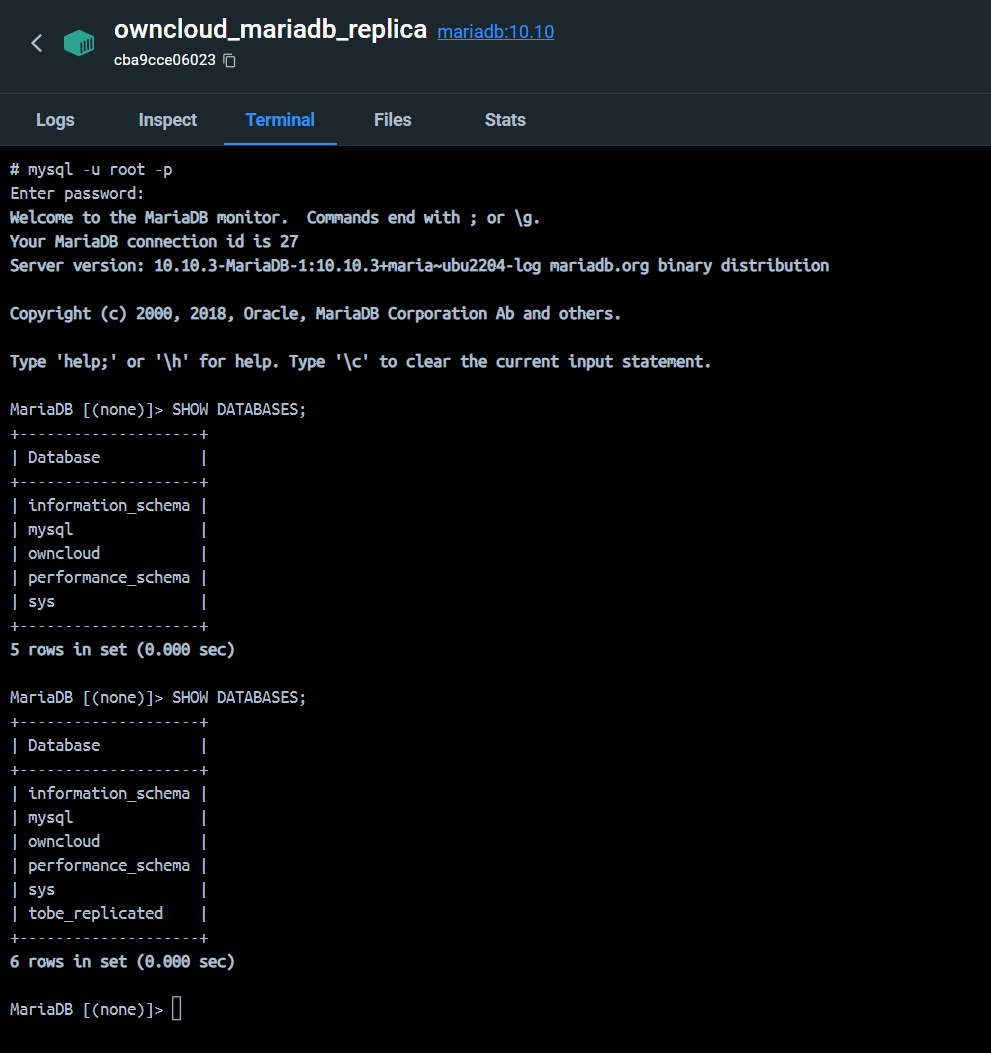 owncloud_mariadb_replica mariadb:10.10
cba9cce06023
Logs Inspect Terminal Files Stats
# mysql -u root -p
Enter password:
Welcome to the MariaDB monitor.  Commands end with ; or \g.
Your MariaDB connection id is 27
Server version: 10.10.3-MariaDB-1:10.10.3+maria~ubu2204-log mariadb.org binary distribution
Copyright (c) 2000, 2018, Oracle, MariaDB Corporation Ab and others.
Type 'help;' or '\h' for help. Type '\c' to clear the current input statement.
MariaDB [(none)]> SHOW DATABASES;
+--------------------+
| Database           |
+--------------------+
| information_schema |
| mysql              |
| owncloud           |
| performance_schema |
| sys                |
+--------------------+
5 rows in set (0.000 sec)
MariaDB [(none)]> SHOW DATABASES;
+--------------------+
| Database           |
+--------------------+
| information_schema |
| mysql              |
| owncloud           |
| performance_schema |
| sys                |
| tobe_replicated    |
+--------------------+
6 rows in set (0.000 sec)
MariaDB [(none)]>